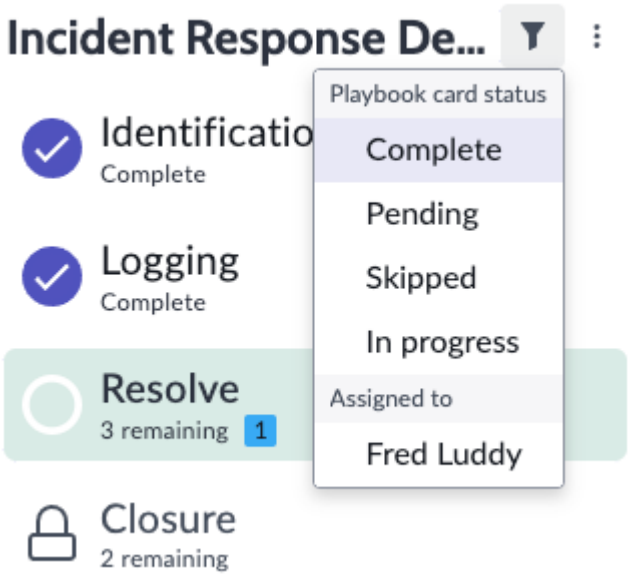 Incident Response De...
Playbook card status
Identificatio
Complete
Complete
Pending
Logging
Complete
Skipped
In progress
Resolve
3 remaining 1
Assigned to
Fred Luddy
Closure
2 remaining